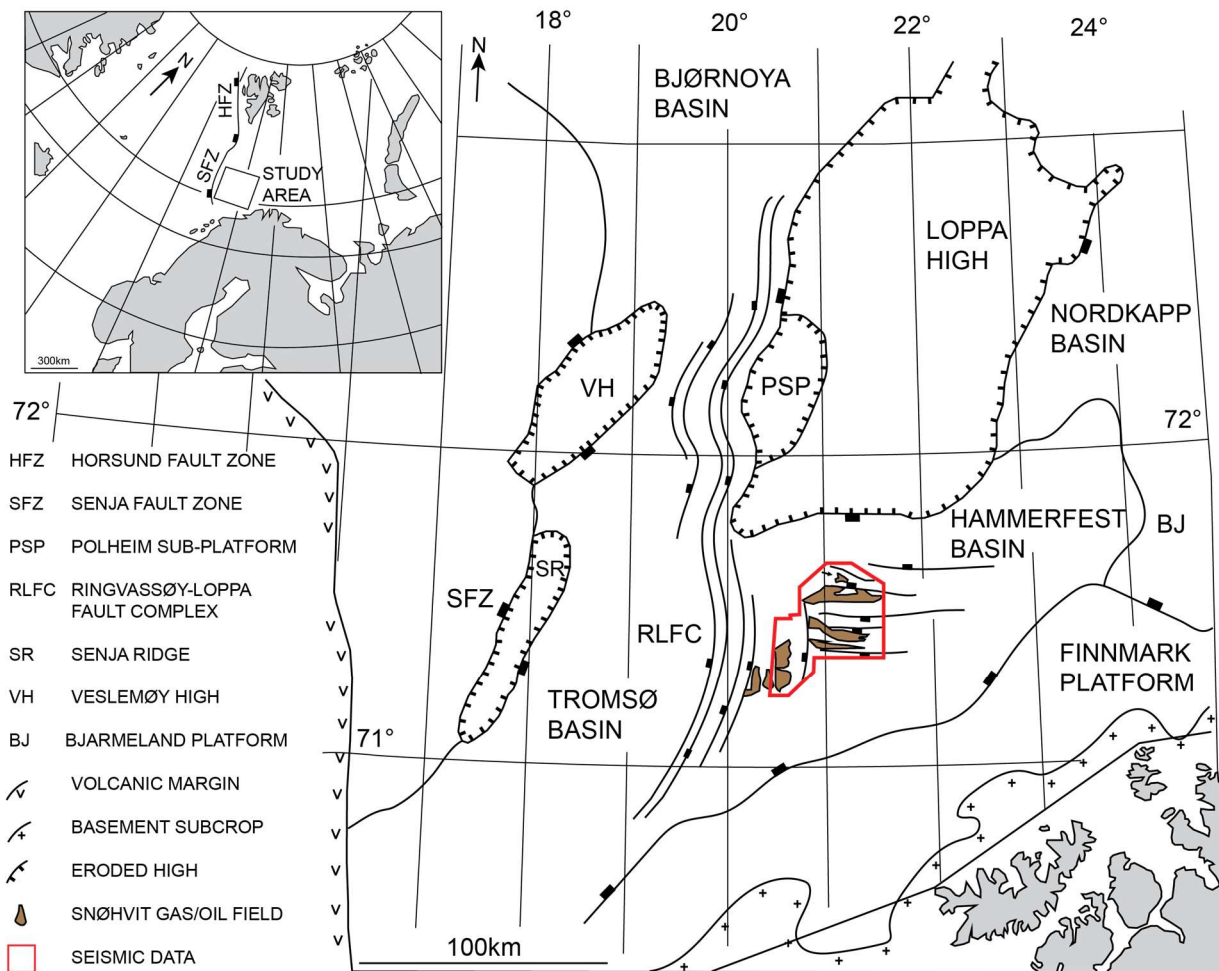 18°
20°
22°
24°
N
N
HFZ
SFZ
STUDY
AREA
300km
BJØRNOYA
BASIN
LOPPA
HIGH
NORDKAPP
BASIN
VH
PSP
72°
72°
HFZ HORSUND FAULT ZONE
SFZ SENJA FAULT ZONE
PSP POLHEIM SUB-PLATFORM
RLFC RINGVASSØY-LOPPA
FAULT COMPLEX
SR SENJA RIDGE
VH VESLEMØY HIGH
BJ BJARMELAND PLATFORM
VOLCANIC MARGIN
BASEMENT SUBCROP
ERODED HIGH
SNØHVIT GAS/OIL FIELD
SEISMIC DATA
HAMMERFEST
BASIN
BJ
SR
SFZ
RLFC
TROMSØ
BASIN
FINNMARK
PLATFORM
71°
100km